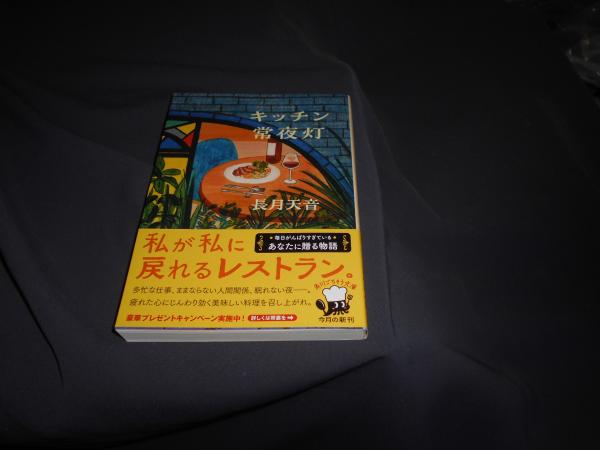 キッチン
常夜灯
長月天音
私が私に
戻れるレストラン。
毎日がんばりすぎている
あなたに贈る物語
多忙な仕事、ままならない人間関係、眠れない夜──。
疲れた心にじんわり効く美味しい料理を召し上がれ。
豪華プレゼントキャンペーン実施中!
詳しくは帯裏を➡
今月の新刊